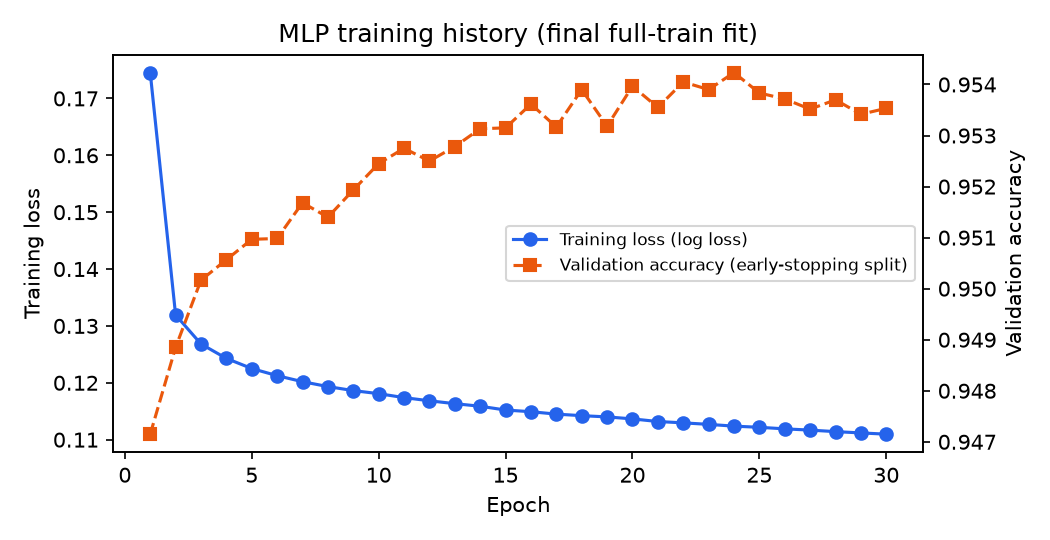 MLP training history (final full-train fit)
Training loss
0.17
0.16
0.15
0.14
0.13
0.12
0.11
0.954
0.953
0.952
0.951
0.950
0.949
0.948
0.947
Validation accuracy
Training loss (log loss)
Validation accuracy (early-stopping split)
0 5 10 15 20 25 30
Epoch